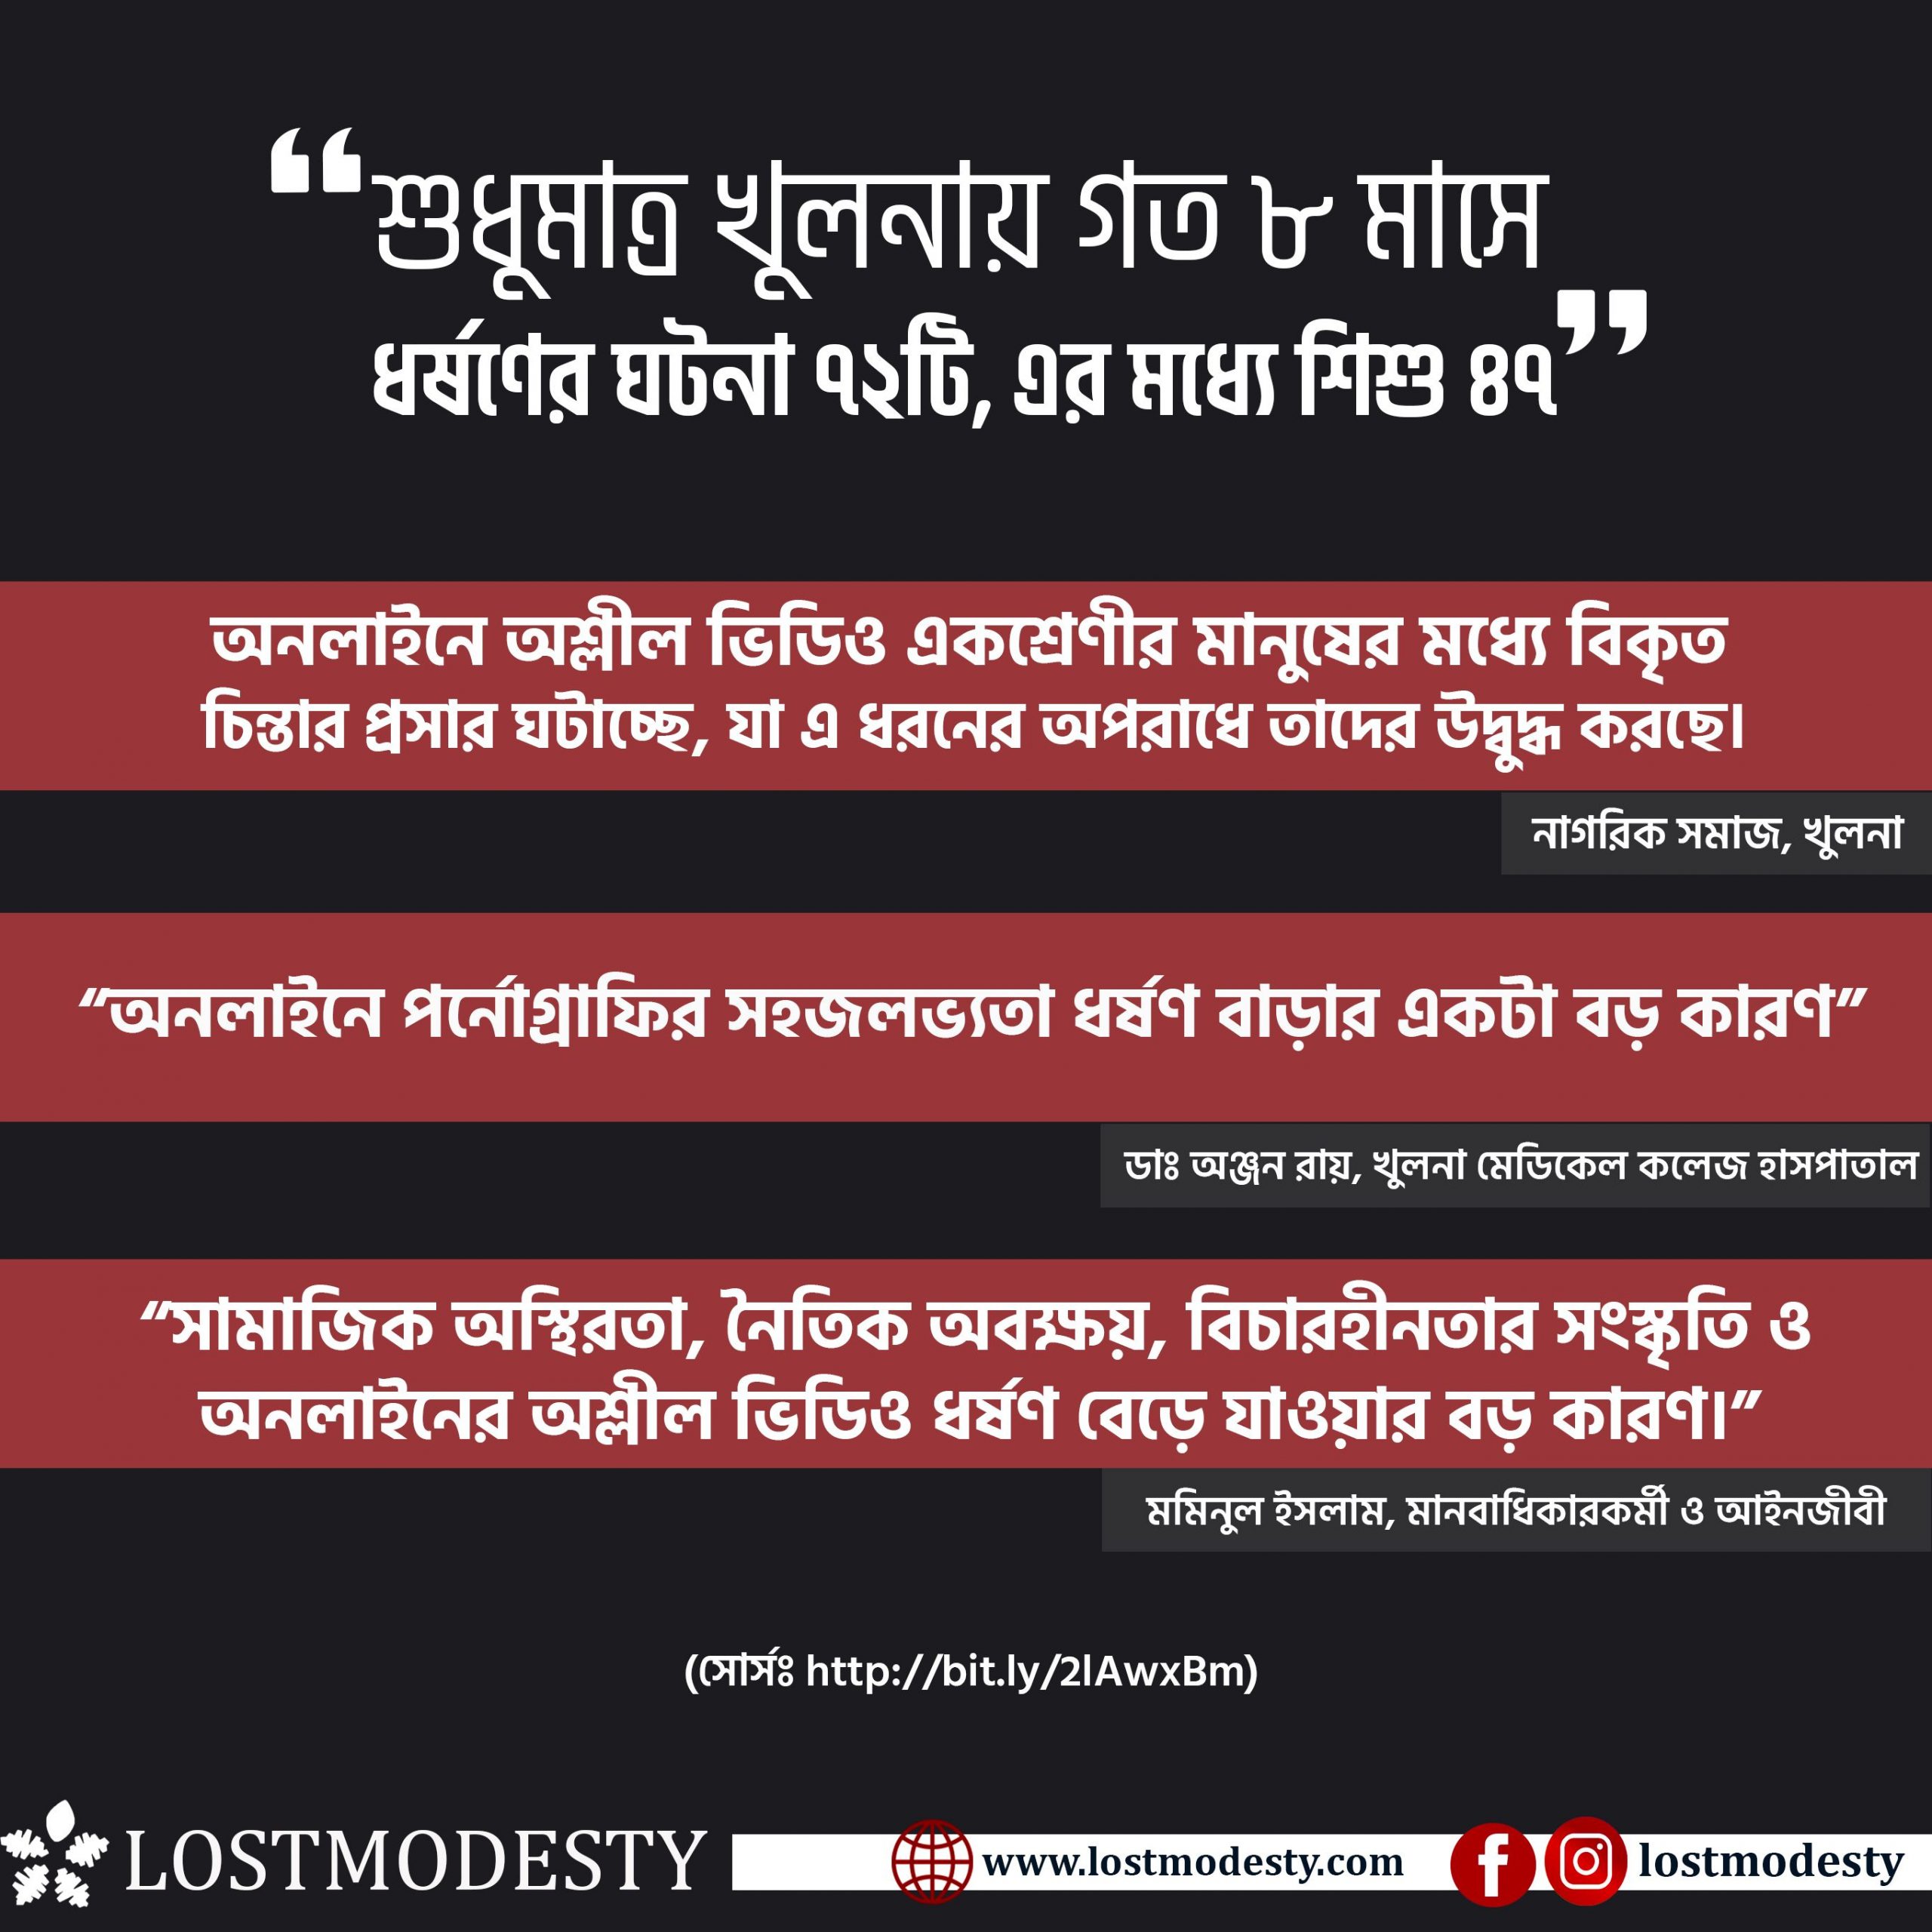 “শুধুমাত্র খুলনায় গত ৮ মাসে
ধর্ষণের ঘটনা ৭২টি, এর মধ্যে শিশু ৪৭”
অনলাইনে অশ্লীল ভিডিও একশ্রেণীর মানুষের মধ্যে বিকৃত
চিন্তার প্রসার ঘটাচ্ছে, যা এ ধরনের অপরাধে তাদের উদ্বুদ্ধ করছে।
নাগরিক সমাজ, খুলনা
“অনলাইনে পর্নোগ্রাফির সহজলভ্যতা ধর্ষণ বাড়ার একটা বড় কারণ”
ডাঃ অঞ্জন রায়, খুলনা মেডিকেল কলেজ হাসপাতাল
“সামাজিক অস্থিরতা, নৈতিক অবক্ষয়, বিচারহীনতার সংস্কৃতি ও
অনলাইনের অশ্লীল ভিডিও ধর্ষণ বেড়ে যাওয়ার বড় কারণ।”
মমিনুল ইসলাম, মানবাধিকারকর্মী ও আইনজীবী
(সোর্সঃ http://bit.ly/2lAwxBm)
LOSTMODESTY www.lostmodesty.com lostmodesty